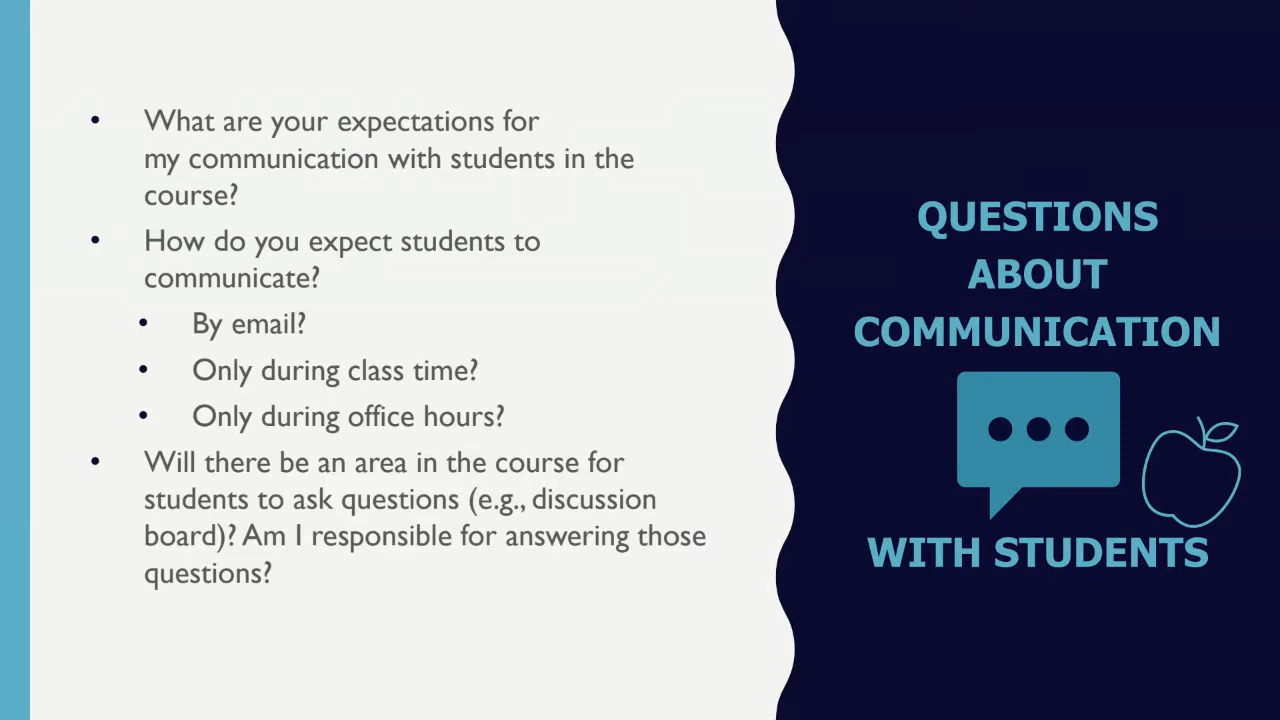 • What are your expectations for
my communication with students in the
course?
• How do you expect students to
communicate?
• By email?
• Only during class time?
• Only during office hours?
• Will there be an area in the course for
students to ask questions (e.g., discussion
board)? Am I responsible for answering those
questions?
QUESTIONS
ABOUT
COMMUNICATION
WITH STUDENTS